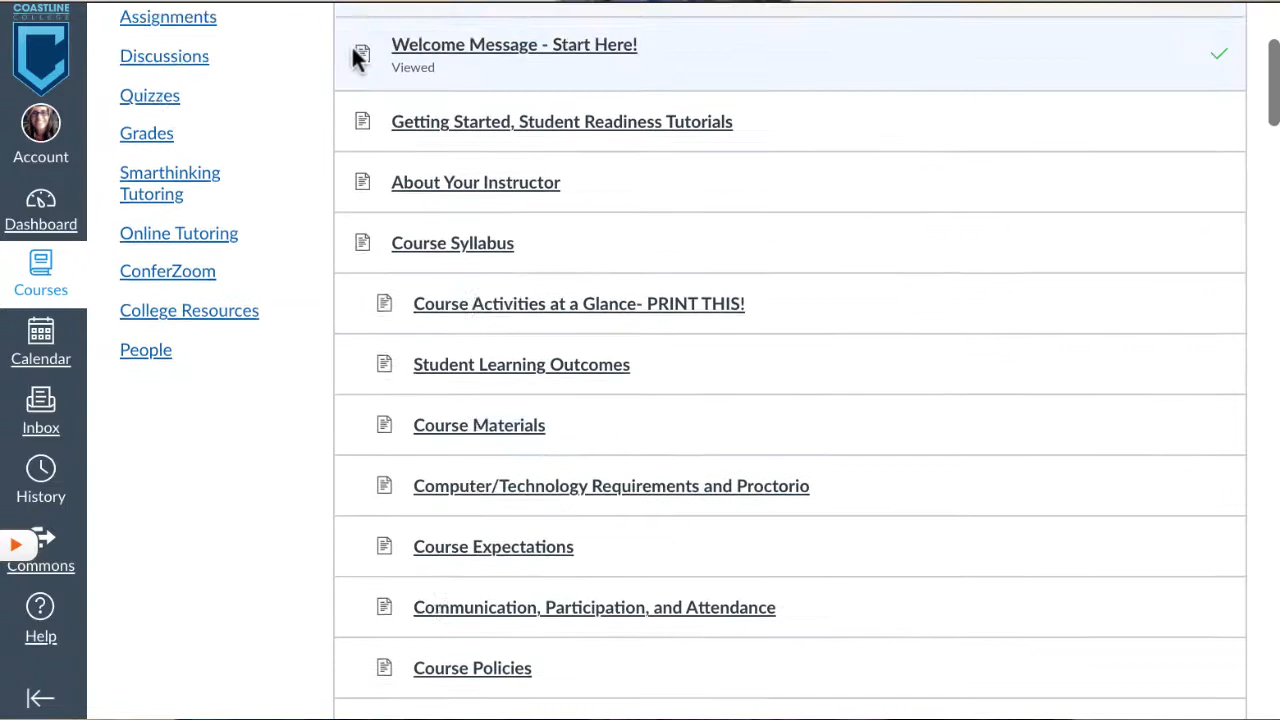 COASTLINE
COLLEGE
Account
Dashboard
Courses
Calendar
Inbox
History
Commons
Help
Assignments
Discussions
Quizzes
Grades
Smarthinking
Tutoring
Online Tutoring
ConferZoom
College Resources
People
Welcome Message - Start Here!
Viewed
Getting Started, Student Readiness Tutorials
About Your Instructor
Course Syllabus
Course Activities at a Glance- PRINT THIS!
Student Learning Outcomes
Course Materials
Computer/Technology Requirements and Proctorio
Course Expectations
Communication, Participation, and Attendance
Course Policies